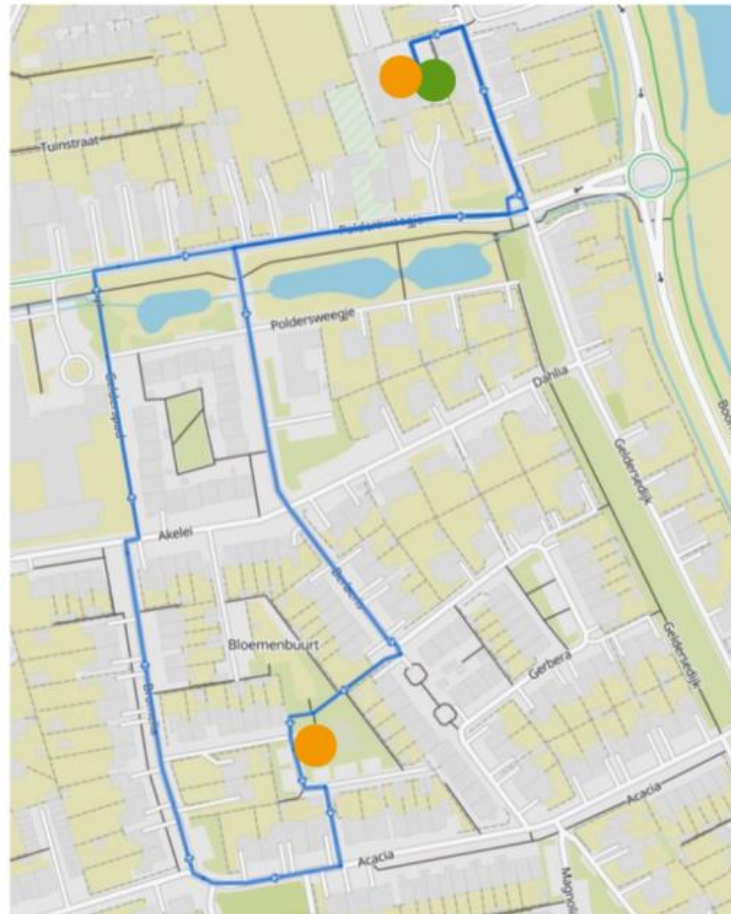 Tuinstraat
Poldersweegje
Dahlia
Akelei
Geldersedijk
Bloemenbuurt
Gerbera
Geldersedijk
Acacia
Acacia